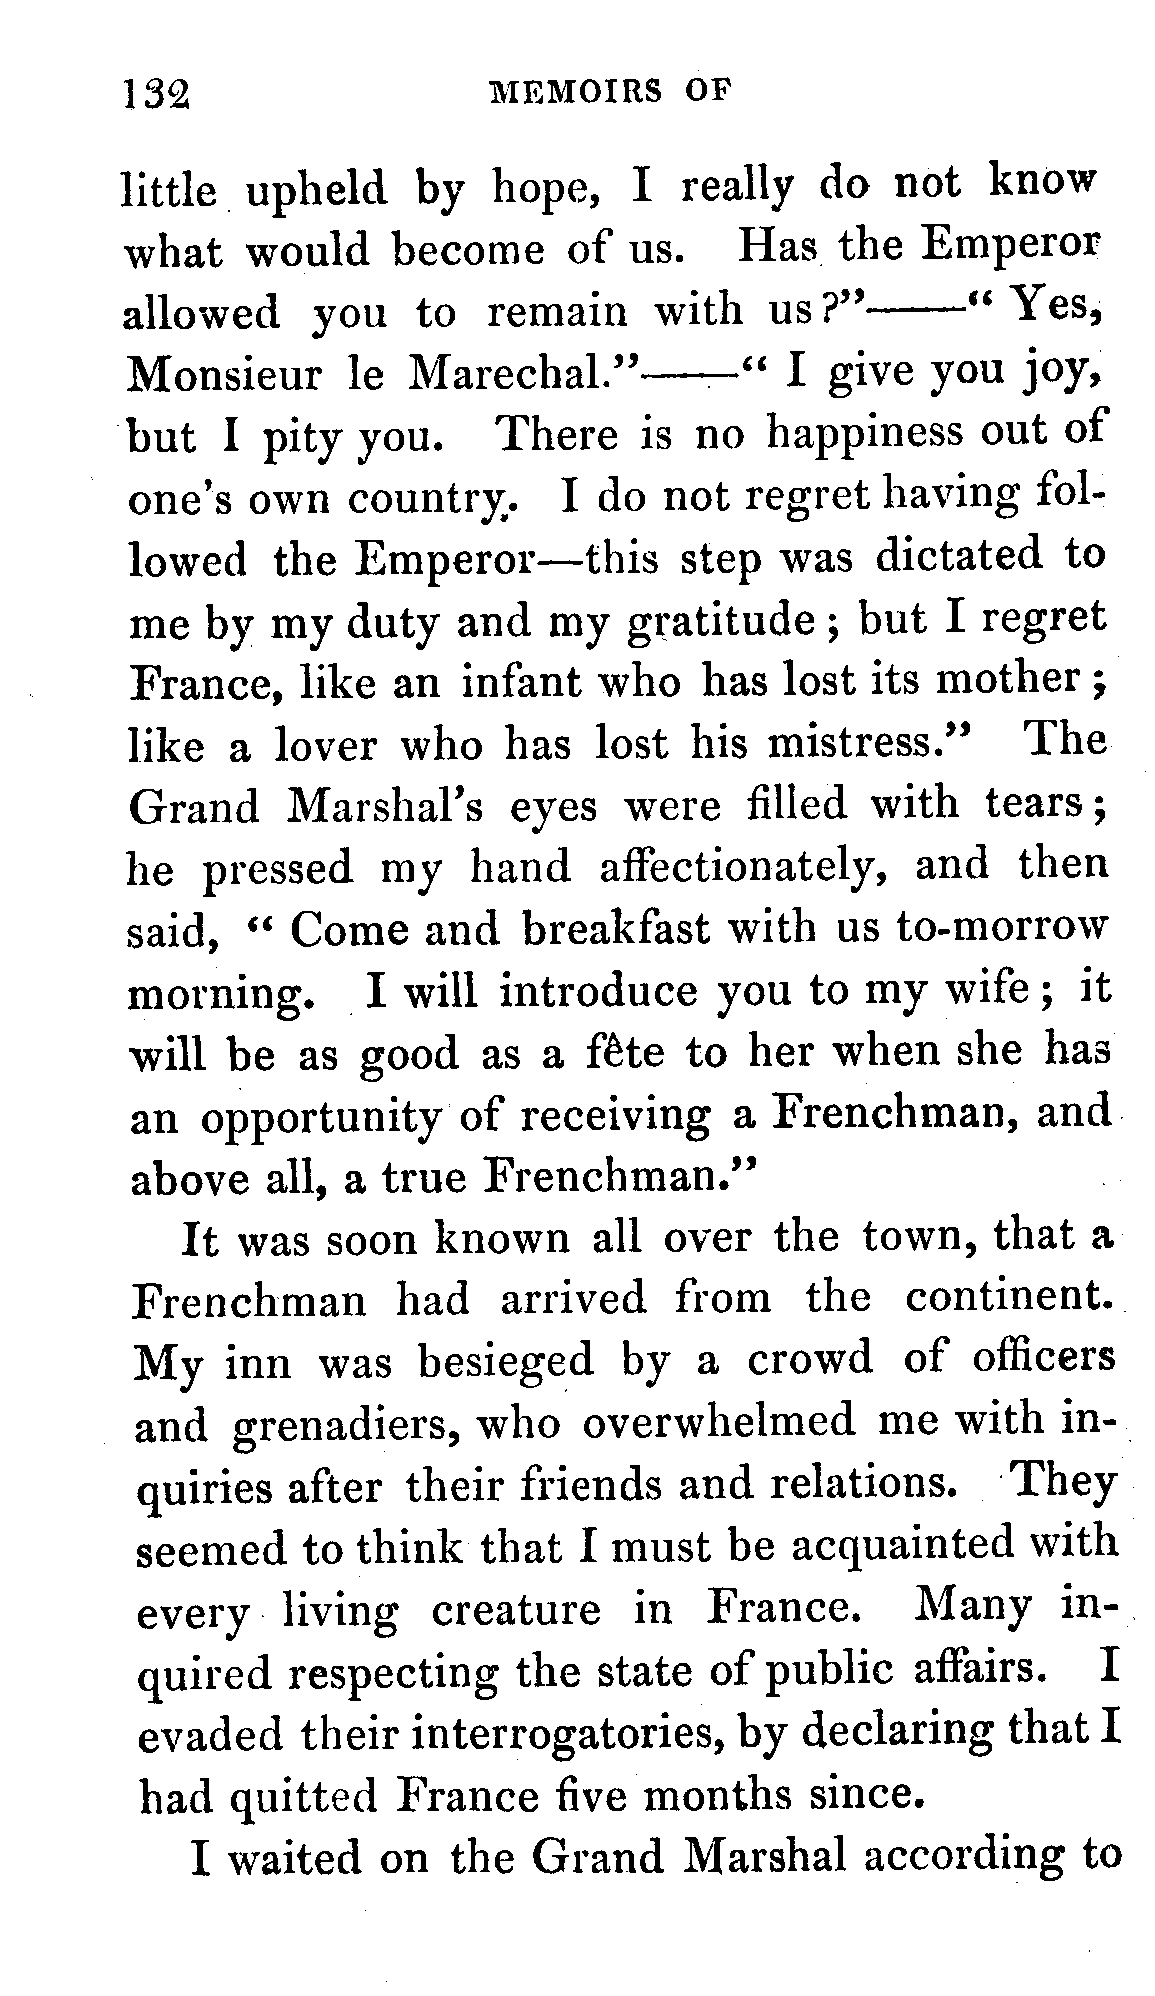 132 MEMOIRS OF
little upheld by hope, I really do not know
what would become of us. Has the Emperor
allowed you to remain with us?”——“ Yes,
Monsieur le Marechal.”——“ I give you joy,
but I pity you. There is no happiness out of
one's own country. I do not regret having fol-
lowed the Emperor—this step was dictated to
me by my duty and my gratitude ; but I regret
France, like an infant who has lost its mother ;
like a lover who has lost his mistress.” The
Grand Marshal's eyes were filled with tears ;
he pressed my hand affectionately, and then
said, “ Come and breakfast with us to-morrow
morning. I will introduce you to my wife ; it
will be as good as a fête to her when she has
an opportunity of receiving a Frenchman, and
above all, a true Frenchman.”
It was soon known all over the town, that a
Frenchman had arrived from the continent.
My inn was besieged by a crowd of officers
and grenadiers, who overwhelmed me with in-
quiries after their friends and relations. They
seemed to think that I must be acquainted with
every living creature in France. Many in-
quired respecting the state of public affairs. I
evaded their interrogatories, by declaring that I
had quitted France five months since.
I waited on the Grand Marshal according to